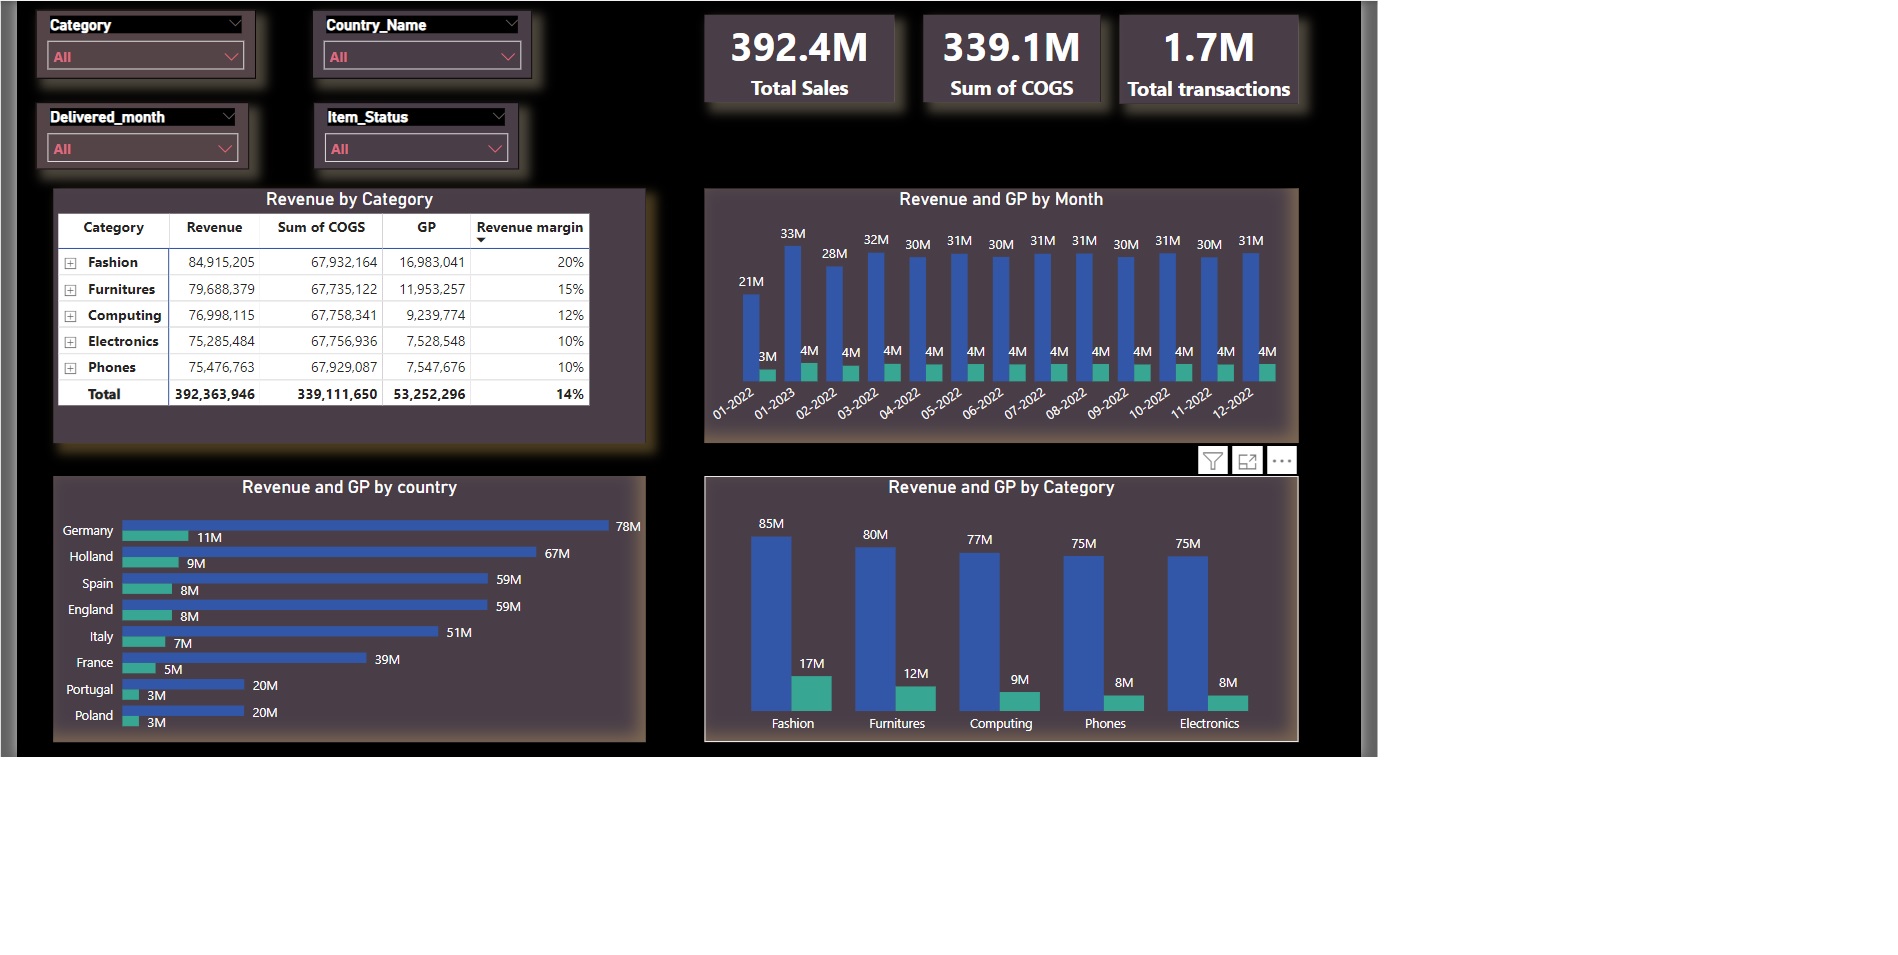 Category
All
Country_Name
All
Delivered_month
All
Item_Status
All
392.4M
Total Sales
339.1M
Sum of COGS
1.7M
Total transactions
Revenue by Category
Category Revenue Sum of COGS GP Revenue margin
Fashion 84,915,205 67,932,164 16,983,041 20%
Furnitures 79,688,379 67,735,122 11,953,257 15%
Computing 76,998,115 67,758,341 9,239,774 12%
Electronics 75,285,484 67,756,936 7,528,548 10%
Phones 75,476,763 67,929,087 7,547,676 10%
Total 392,363,946 339,111,650 53,252,296 14%
Revenue and GP by Month
21M 33M 28M 32M 30M 31M 30M 31M 31M 30M 31M 30M 31M
3M 4M 4M 4M 4M 4M 4M 4M 4M 4M 4M 4M 4M
01-2022 01-2023 02-2022 03-2022 04-2022 05-2022 06-2022 07-2022 08-2022 09-2022 10-2022 11-2022 12-2022
Revenue and GP by country
Germany 78M
11M
Holland 67M
9M
Spain 59M
8M
England 59M
8M
Italy 51M
7M
France 39M
5M
Portugal 20M
3M
Poland 20M
3M
Revenue and GP by Category
85M 80M 77M 75M 75M
17M 12M 9M 8M 8M
Fashion Furnitures Computing Phones Electronics